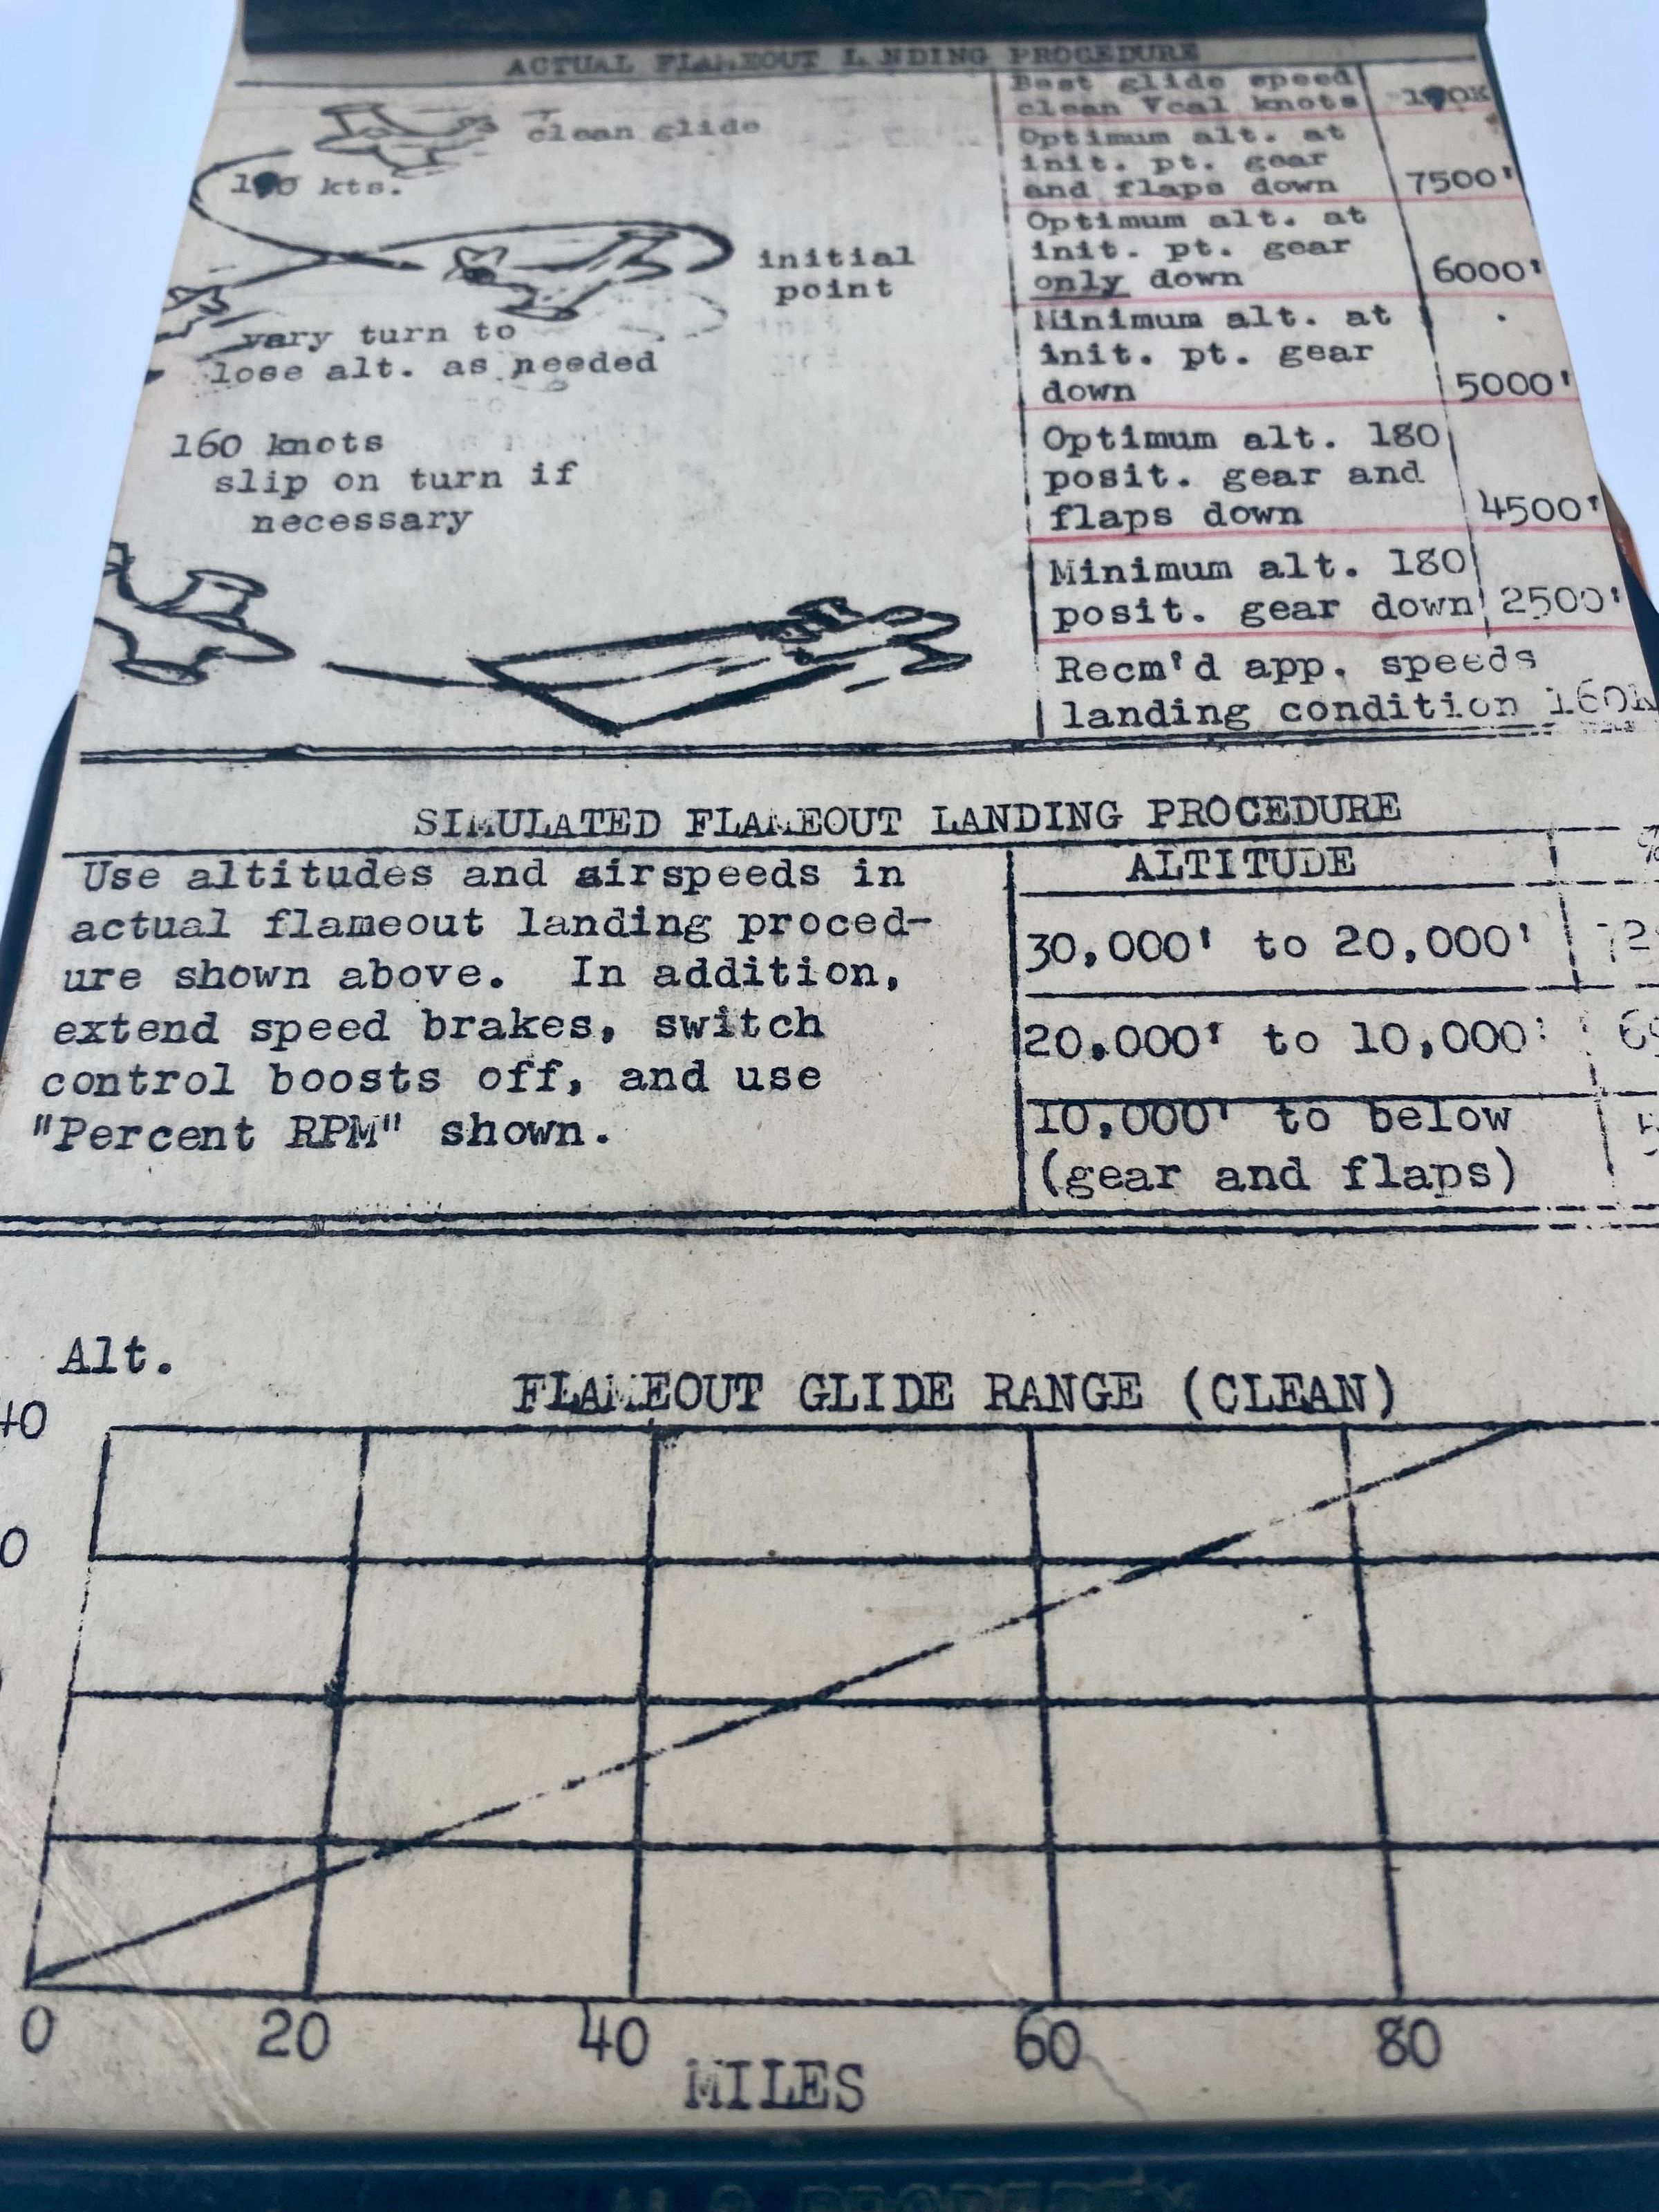 ACTUAL FLAMEOUT LANDING PROCEDURE
clean glide
kts.
initial
point
vary turn to
lose alt. as needed
160 knots
slip on turn if
necessary
Best glide speed
clean Vcal knots
Optimum alt. at
init. pt. gear
and flaps down 7500'
Optimum alt. at
init. pt. gear
only down 6000'
Minimum alt. at
init. pt. gear
down 5000'
Optimum alt. 180
posit. gear and
flaps down 4500'
Minimum alt. 180
posit. gear down 2500'
Recm'd app. speeds
landing condition 160K
SIMULATED FLAMEOUT LANDING PROCEDURE
Use altitudes and airspeeds in
actual flameout landing proced-
ure shown above. In addition,
extend speed brakes, switch
control boosts off, and use
"Percent RPM" shown.
ALTITUDE %
30,000' to 20,000'
20,000' to 10,000'
10,000' to below
(gear and flaps)
Alt.
FLAMEOUT GLIDE RANGE (CLEAN)
40
0
0 20 40 60 80
MILES